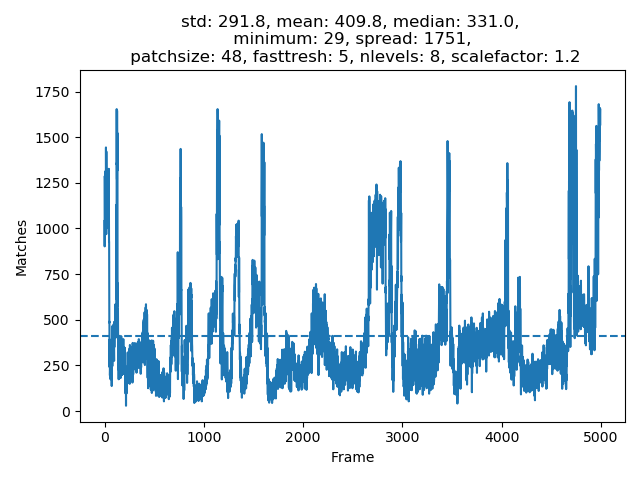 std: 291.8, mean: 409.8, median: 331.0,
minimum: 29, spread: 1751,
patchsize: 48, fasttresh: 5, nlevels: 8, scalefactor: 1.2
1750
1500
1250
1000
750
500
250
0
Matches
0 1000 2000 3000 4000 5000
Frame